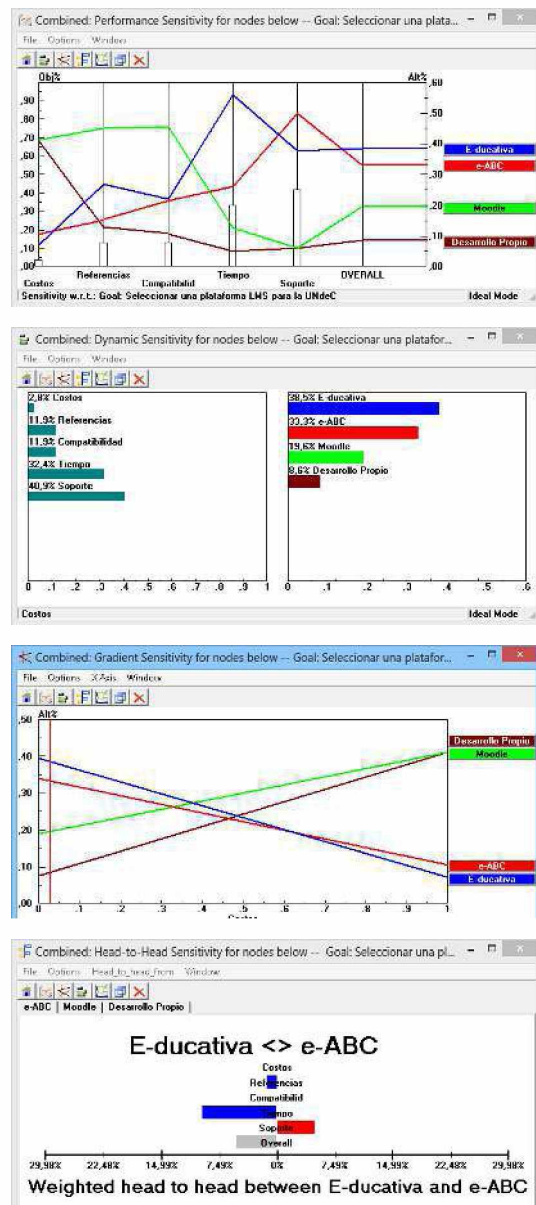 Combined: Performance Sensitivity for nodes below -- Goal: Seleccionar una plata...
File Options Window
Obj% Alt%
,90
,80
,70
,60
,50
,40
,30
,20
,10
,00
,60
,50
,40
,30
,20
,10
,00
E-ducativa
e-ABC
Moodle
Desarrollo Propio
Costos Referencias Compatibilid Tiempo Soporte OVERALL
Sensitivity w.r.t.: Goal: Seleccionar una plataforma LMS para la UNdeC Ideal Mode
Combined: Dynamic Sensitivity for nodes below -- Goal: Seleccionar una platafor...
File Options Window
2,8% Costos
11,9% Referencias
11,9% Compatibilidad
32,4% Tiempo
40,9% Soporte
0 .1 .2 .3 .4 .5 .6 .7 .8 .9 1
38,5% E-ducativa
33,3% e-ABC
19,6% Moodle
8,6% Desarrollo Propio
0 .1 .2 .3 .4 .5 .6
Costos Ideal Mode
Combined: Gradient Sensitivity for nodes below -- Goal: Seleccionar una platafor...
File Options X Axis Window
Alt%
,50
,40
,30
,20
,10
,00
Desarrollo Propio
Moodle
e-ABC
E-ducativa
0 .1 .2 .3 .4 .5 .6 .7 .8 .9 1
Costos
Combined: Head-to-Head Sensitivity for nodes below -- Goal: Seleccionar una pl...
File Options Head_to_head_from Window
e-ABC | Moodle | Desarrollo Propio |
E-ducativa <> e-ABC
Costos
Referencias
Compatibilid
Tiempo
Soporte
Overall
29,98% 22,48% 14,99% 7,49% 0% 7,49% 14,99% 22,48% 29,98%
Weighted head to head between E-ducativa and e-ABC